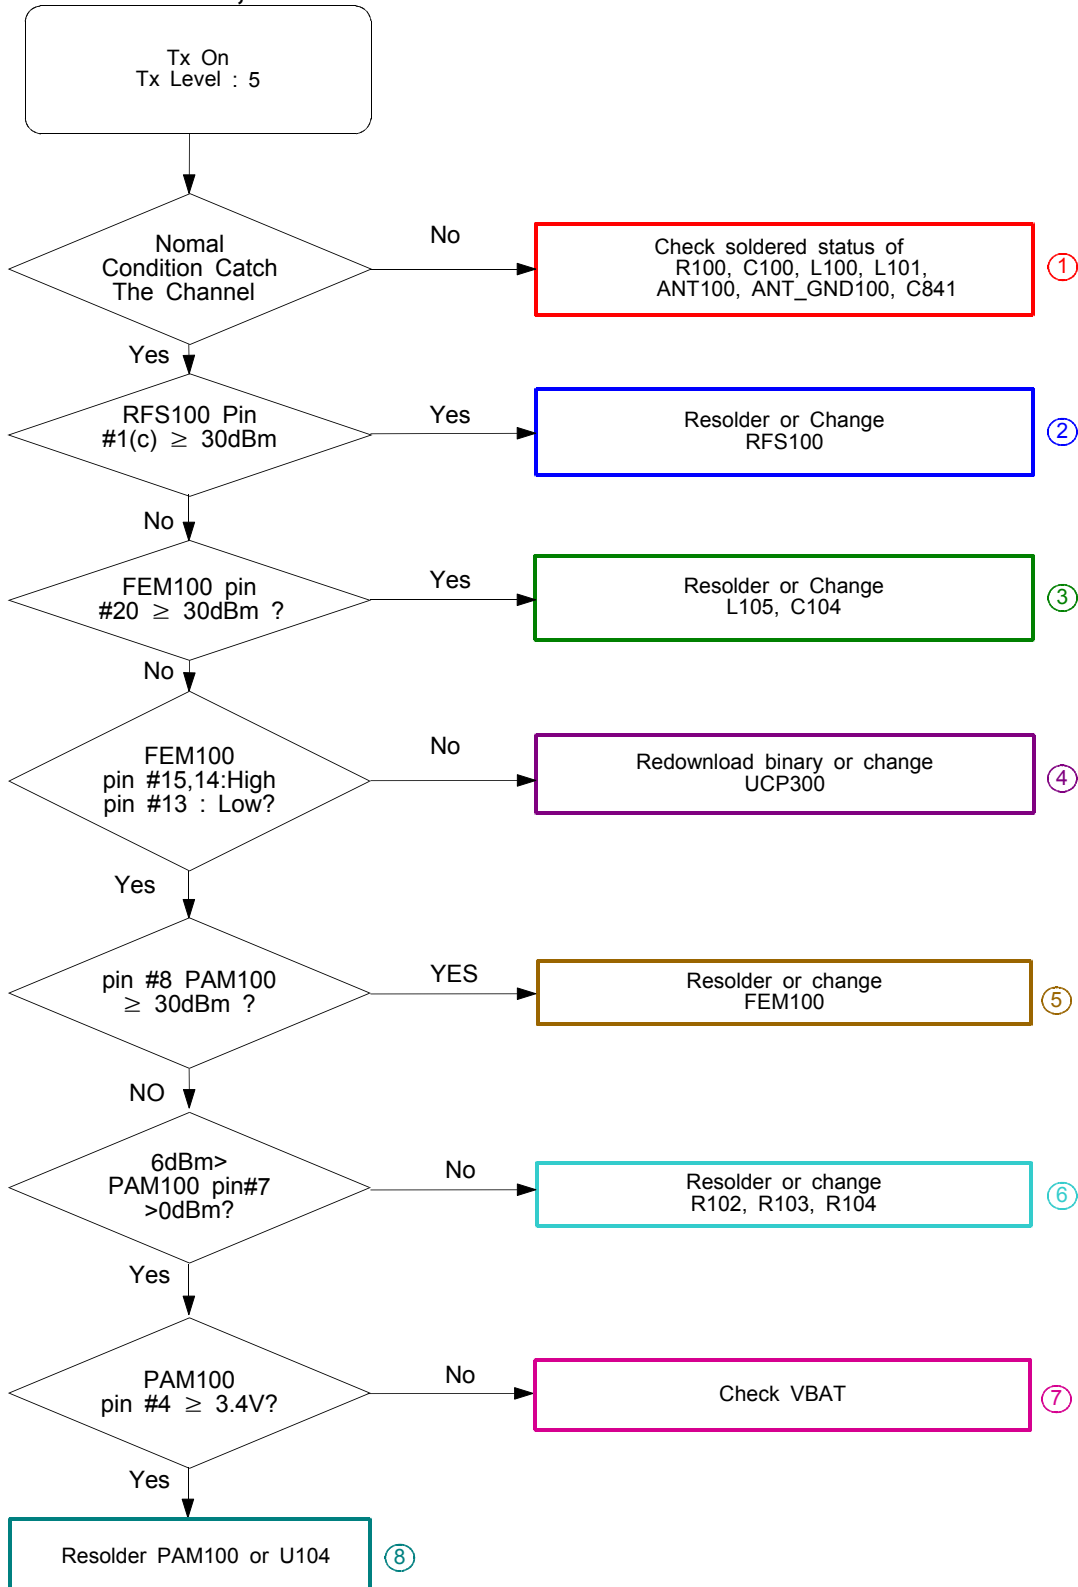 Tx On
Tx Level : 5
Nomal
Condition Catch
The Channel
No
Check soldered status of
R100, C100, L100, L101,
ANT100, ANT_GND100, C841
1
Yes
RFS100 Pin
#1(c) ≥ 30dBm
Yes
Resolder or Change
RFS100
2
No
FEM100 pin
#20 ≥ 30dBm ?
Yes
Resolder or Change
L105, C104
3
No
FEM100
pin #15,14:High
pin #13 : Low?
No
Redownload binary or change
UCP300
4
Yes
pin #8 PAM100
≥ 30dBm ?
YES
Resolder or change
FEM100
5
NO
6dBm>
PAM100 pin#7
>0dBm?
No
Resolder or change
R102, R103, R104
6
Yes
PAM100
pin #4 ≥ 3.4V?
No
Check VBAT
7
Yes
Resolder PAM100 or U104
8